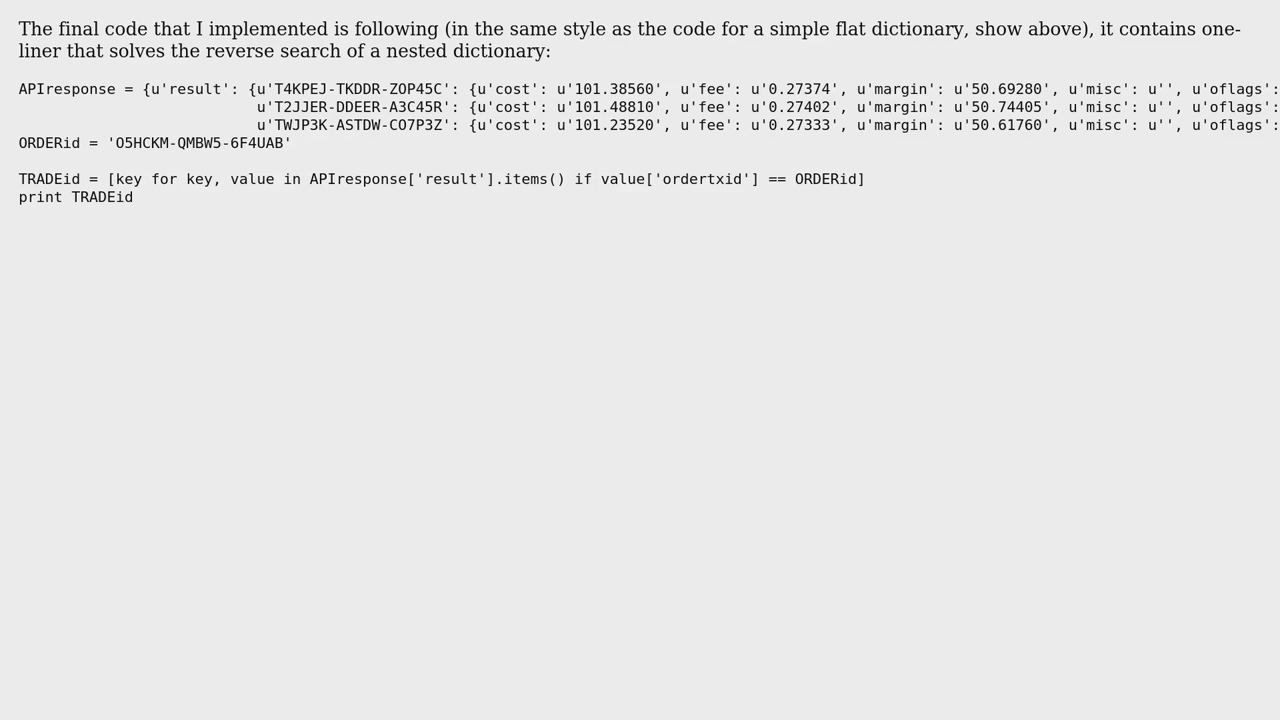 The final code that I implemented is following (in the same style as the code for a simple flat dictionary, show above), it contains one-
liner that solves the reverse search of a nested dictionary:
APIresponse = {u'result': {u'T4KPEJ-TKDDR-ZOP45C': {u'cost': u'101.38560', u'fee': u'0.27374', u'margin': u'50.69280', u'misc': u'', u'oflags':
u'T2JJER-DDEER-A3C45R': {u'cost': u'101.48810', u'fee': u'0.27402', u'margin': u'50.74405', u'misc': u'', u'oflags':
u'TWJP3K-ASTDW-CO7P3Z': {u'cost': u'101.23520', u'fee': u'0.27333', u'margin': u'50.61760', u'misc': u'', u'oflags':
ORDERid = 'O5HCKM-QMBW5-6F4UAB'
TRADEid = [key for key, value in APIresponse['result'].items() if value['ordertxid'] == ORDERid]
print TRADEid